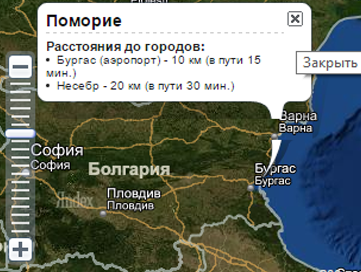 Поморие
Расстояния до городов:
• Бургас (аэропорт) - 10 км (в пути 15
мин.)
• Несебр - 20 км (в пути 30 мин.)
Закрыть
Варна
Варна
София
София
Болгария
Бургас
Бургас
Yandex
Пловдив
Пловдив